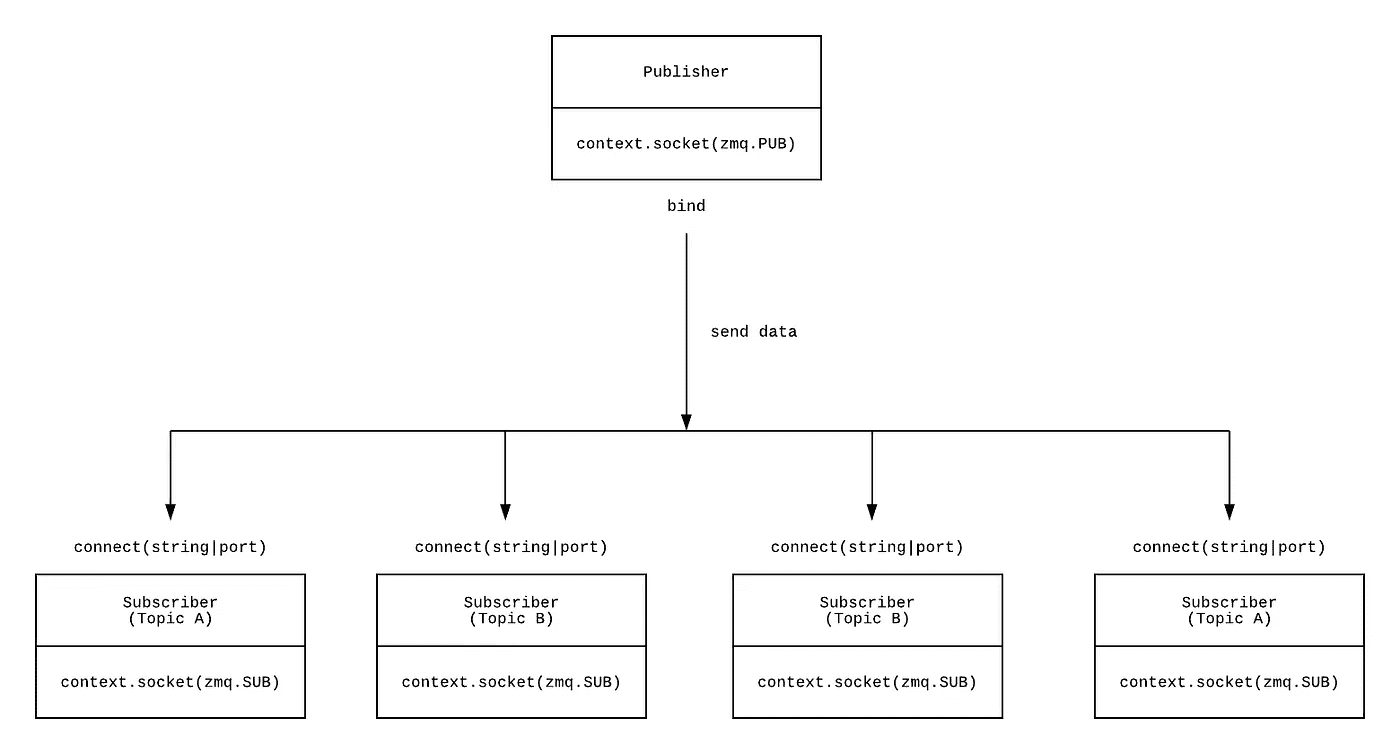 Publisher
context.socket(zmq.PUB)
bind
send data
connect(string|port)
connect(string|port)
connect(string|port)
connect(string|port)
Subscriber
(Topic A)
Subscriber
(Topic B)
Subscriber
(Topic B)
Subscriber
(Topic A)
context.socket(zmq.SUB)
context.socket(zmq.SUB)
context.socket(zmq.SUB)
context.socket(zmq.SUB)